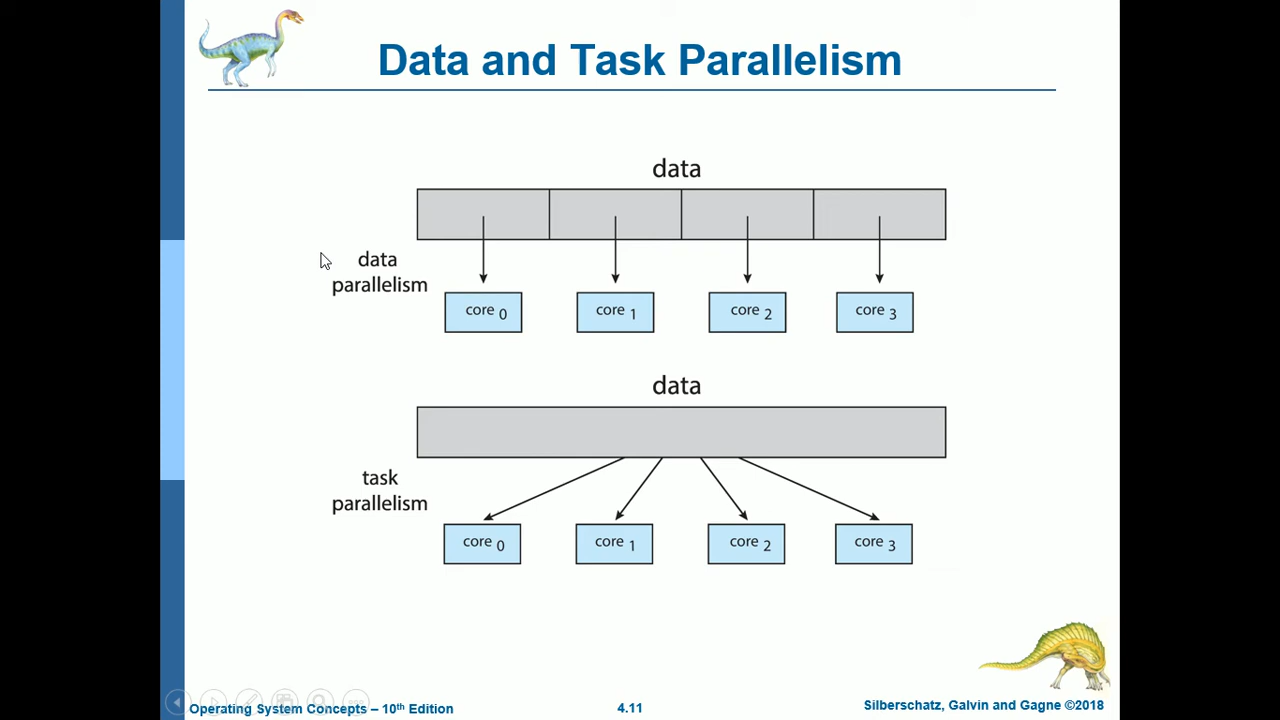 Data and Task Parallelism
data
data
parallelism
core 0
core 1
core 2
core 3
data
task
parallelism
core 0
core 1
core 2
core 3
Operating System Concepts – 10th Edition
4.11
Silberschatz, Galvin and Gagne ©2018